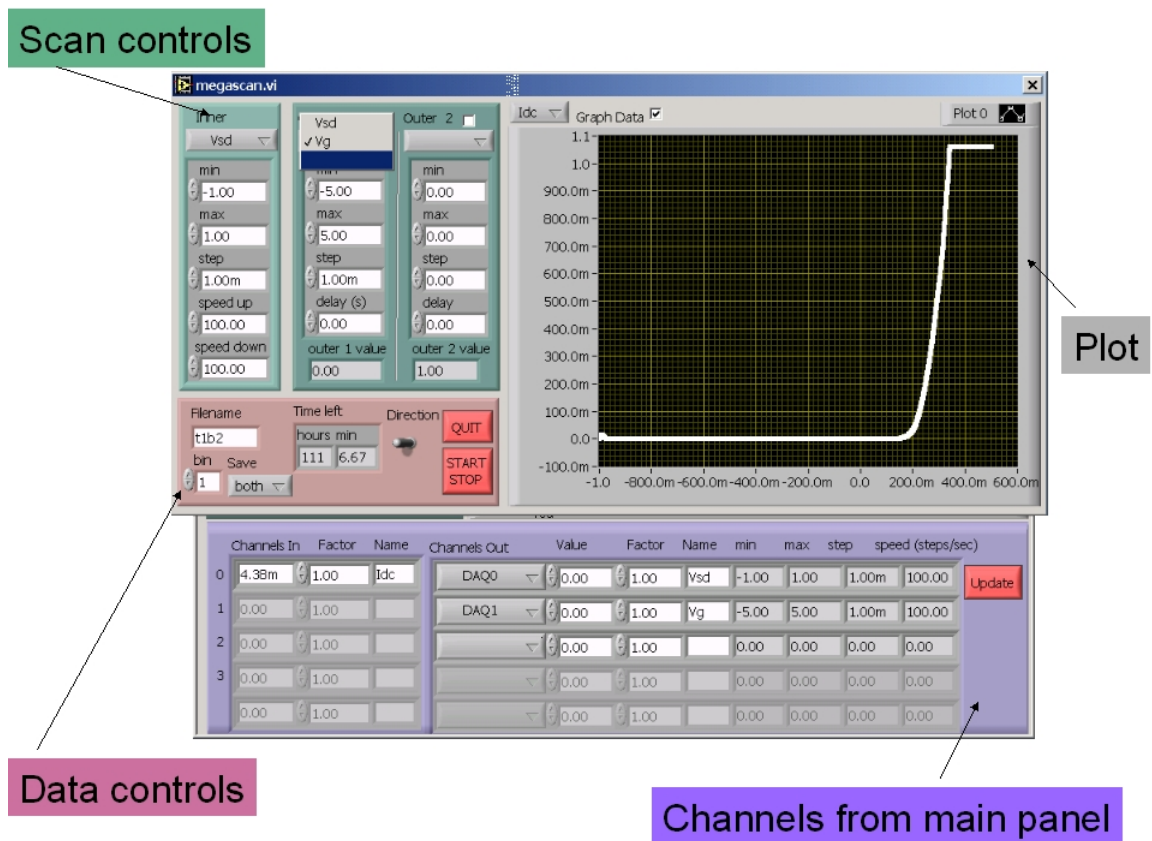 Scan controls
megascan.vi
Inner
Vsd
min
-1.00
max
1.00
step
1.00m
speed up
100.00
speed down
100.00
Vsd
Vg
min
-5.00
max
5.00
step
1.00m
delay (s)
0.00
outer 1 value
0.00
Outer 2
min
0.00
max
0.00
step
0.00
delay
0.00
outer 2 value
1.00
Idc
Graph Data
Plot 0
1.1
1.0
900.0m
800.0m
700.0m
600.0m
500.0m
400.0m
300.0m
200.0m
100.0m
0.0
-100.0m
-1.0 -800.0m -600.0m -400.0m -200.0m 0.0 200.0m 400.0m 600.0m
Plot
Filename
t1b2
bin
1
Save
both
Time left
hours min
111 6.67
Direction
QUIT
START
STOP
Channels In Factor Name Channels Out Value Factor Name min max step speed (steps/sec)
0 4.38m 1.00 Idc DAQ0 0.00 1.00 Vsd -1.00 1.00 1.00m 100.00
Update
1 0.00 1.00 DAQ1 0.00 1.00 Vg -5.00 5.00 1.00m 100.00
2 0.00 1.00 0.00 1.00 0.00 0.00 0.00 0.00
3 0.00 1.00 0.00 1.00 0.00 0.00 0.00 0.00
0.00 1.00 0.00 1.00 0.00 0.00 0.00 0.00
Data controls
Channels from main panel